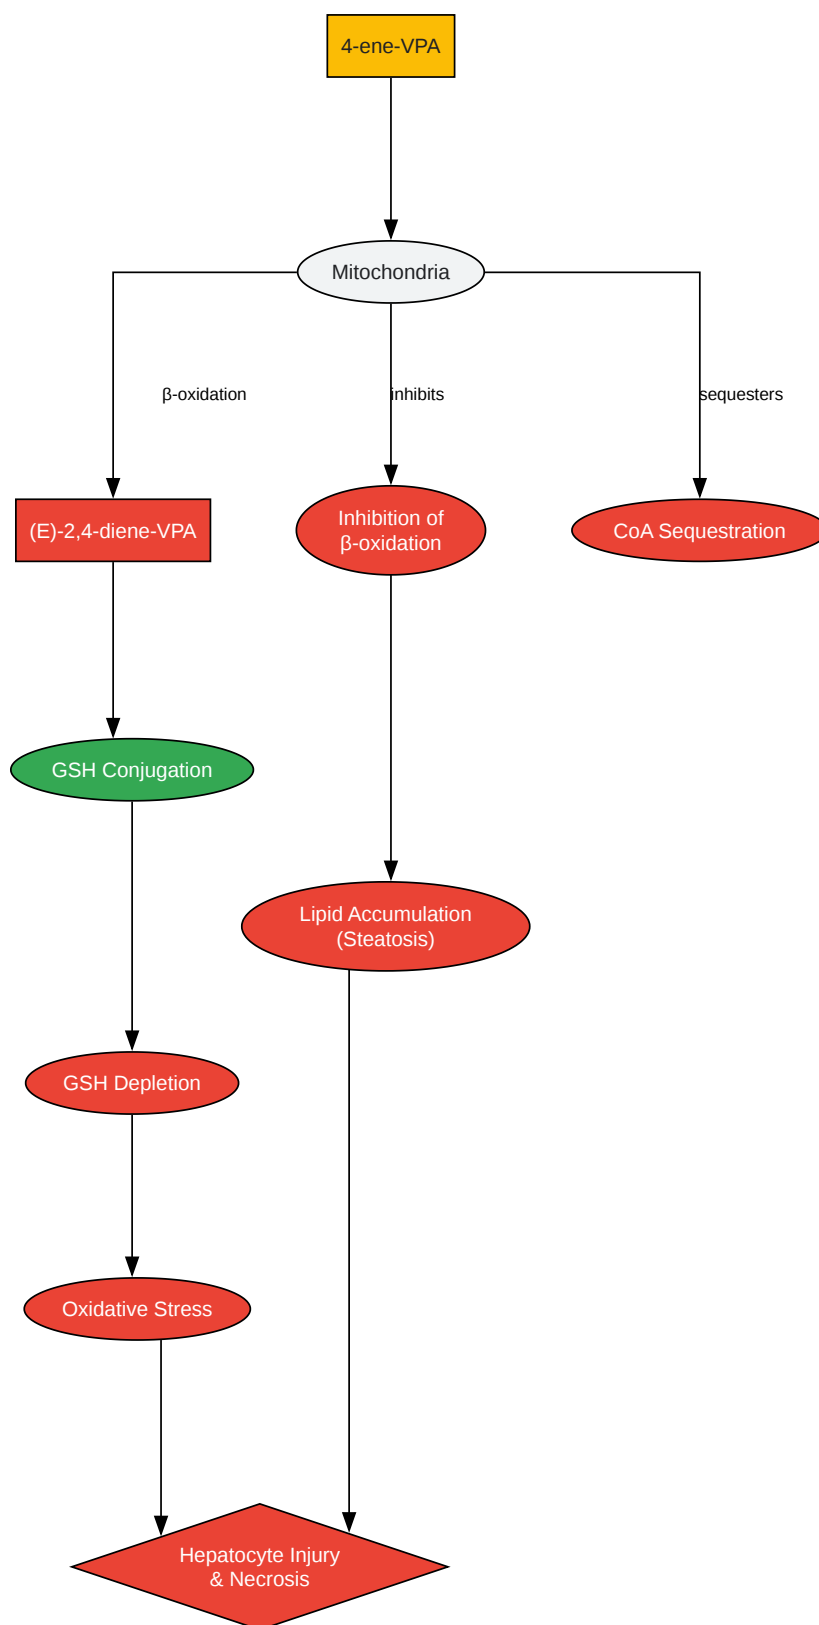 4-ene-VPA
Mitochondria
β-oxidation
inhibits
sequesters
(E)-2,4-diene-VPA
Inhibition of
β-oxidation
CoA Sequestration
GSH Conjugation
Lipid Accumulation
(Steatosis)
GSH Depletion
Oxidative Stress
Hepatocyte Injury
& Necrosis